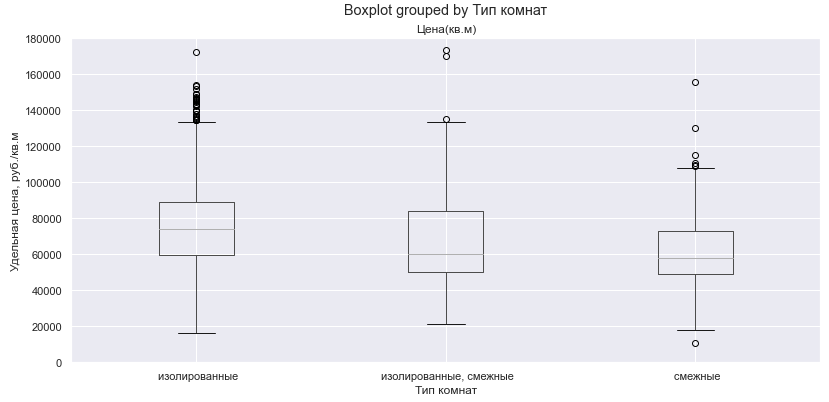 Boxplot grouped by Тип комнат
Цена(кв.м)
180000
160000
140000
120000
100000
80000
60000
40000
20000
0
Удельная цена, руб./кв.м
изолированные
изолированные, смежные
смежные
Тип комнат